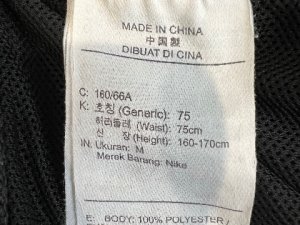 MADE IN CHINA
中国製
DIBUAT DI CINA
C: 160/66A
K: 호칭 (Generic): 75
허리둘레 (Waist): 75cm
신 장 (Height): 160-170cm
IN. Ukuran: M
Merek Barang: Nike
E: BODY: 100% POLYESTER